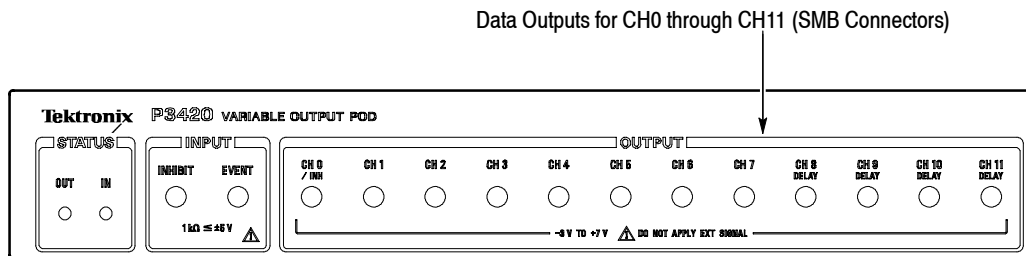 Data Outputs for CH0 through CH11 (SMB Connectors)
Tektronix P3420 VARIABLE OUTPUT POD
STATUS INPUT OUTPUT
OUT IN
INHIBIT EVENT
1 kΩ ≤ ±5 V
CH 0 / INH
CH 1
CH 2
CH 3
CH 4
CH 5
CH 6
CH 7
CH 8 DELAY
CH 9 DELAY
CH 10 DELAY
CH 11 DELAY
-3 V TO +7 V DO NOT APPLY EXT SIGNAL